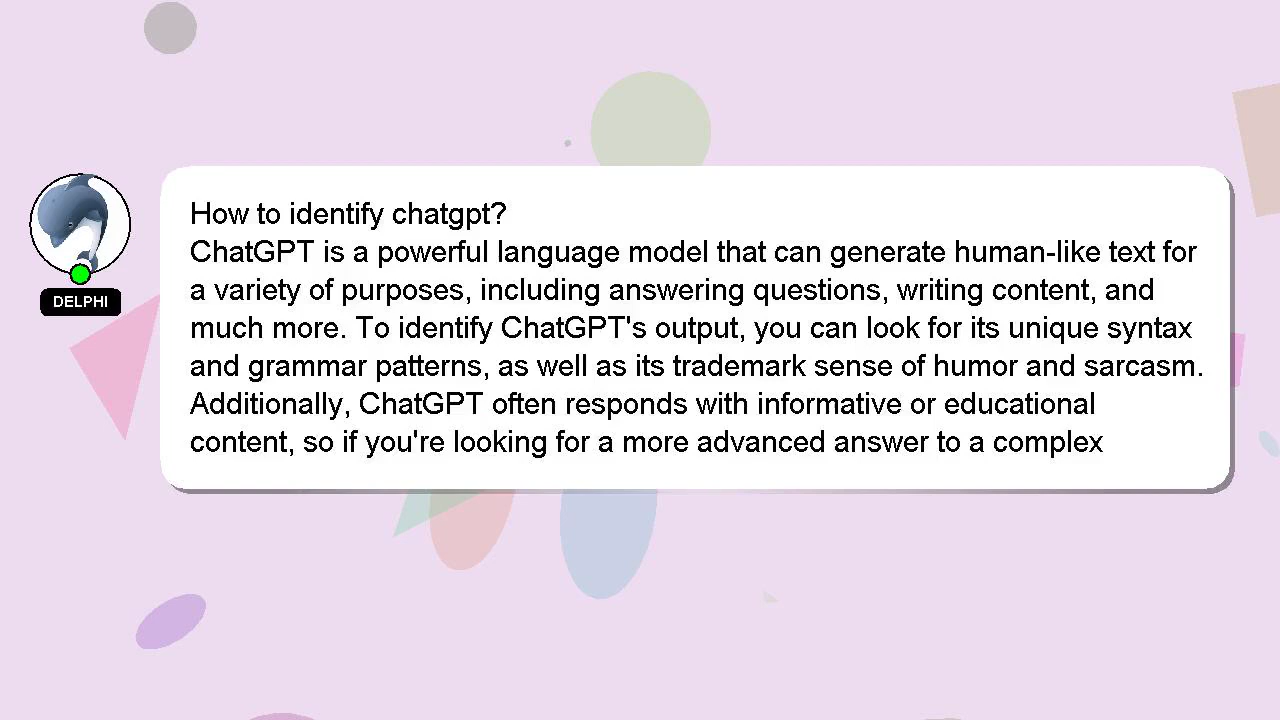 How to identify chatgpt?
ChatGPT is a powerful language model that can generate human-like text for
a variety of purposes, including answering questions, writing content, and
much more. To identify ChatGPT's output, you can look for its unique syntax
and grammar patterns, as well as its trademark sense of humor and sarcasm.
Additionally, ChatGPT often responds with informative or educational
content, so if you're looking for a more advanced answer to a complex
DELPHI